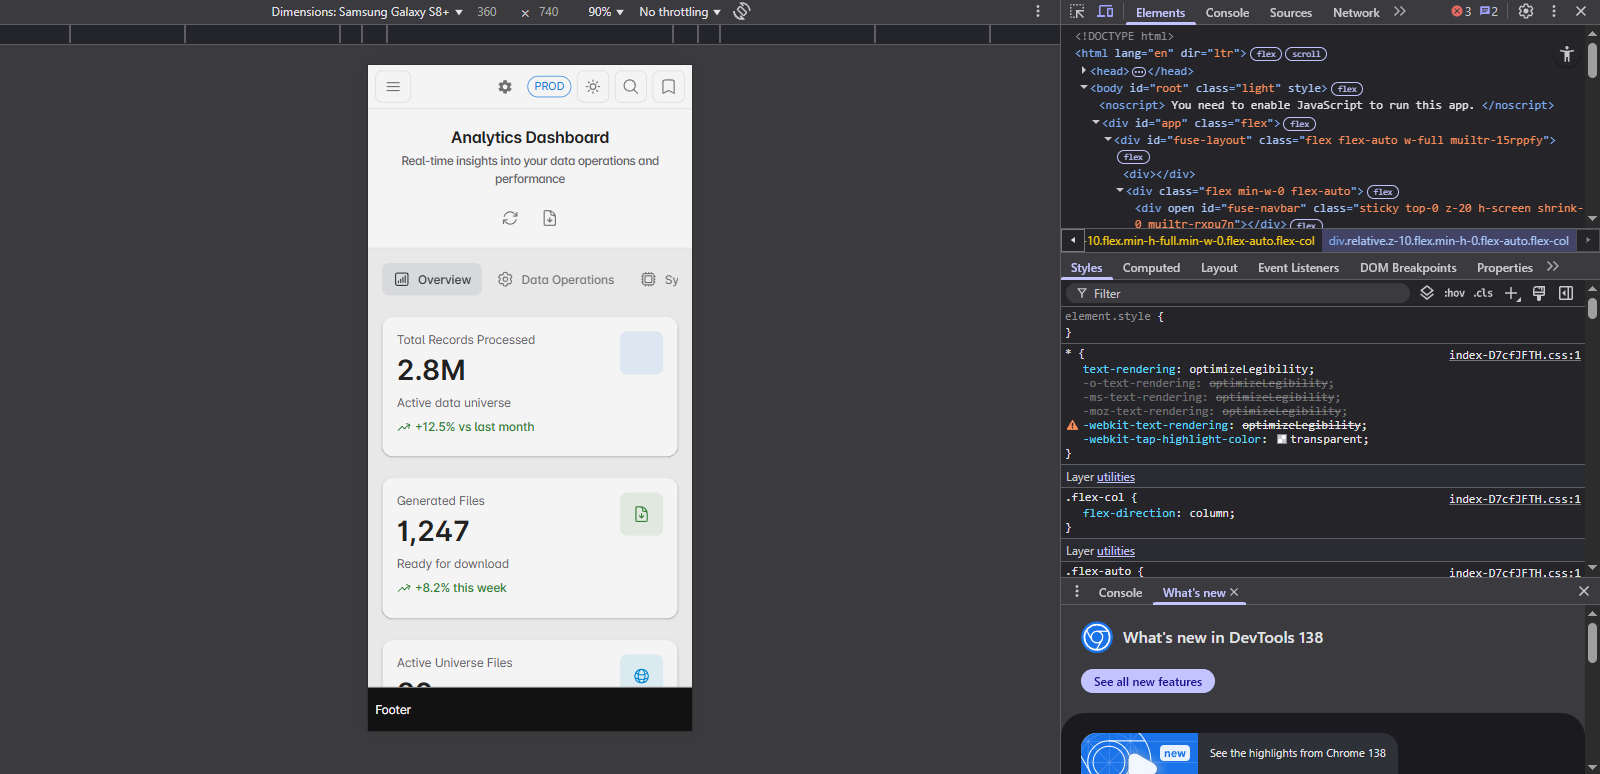 Dimensions: Samsung Galaxy S8+ 360 × 740 90% No throttling
PROD
Analytics Dashboard
Real-time insights into your data operations and
performance
Overview Data Operations Sy
Total Records Processed
2.8M
Active data universe
+12.5% vs last month
Generated Files
1,247
Ready for download
+8.2% this week
Active Universe Files
Footer
Elements Console Sources Network 3 2
<!DOCTYPE html>
<html lang="en" dir="ltr"> flex scroll
<head> </head>
<body id="root" class="light" style> flex
<noscript> You need to enable JavaScript to run this app. </noscript>
<div id="app" class="flex"> flex
<div id="fuse-layout" class="flex flex-auto w-full muiltr-15rppfy">
flex
<div></div>
<div class="flex min-w-0 flex-auto"> flex
<div open id="fuse-navbar" class="sticky top-0 z-20 h-screen shrink-
0 muiltr-rxpu7n"></div> flex
-10.flex.min-h-full.min-w-0.flex-auto.flex-col div.relative.z-10.flex.min-h-0.flex-auto.flex-col
Styles Computed Layout Event Listeners DOM Breakpoints Properties
Filter :hov .cls
element.style {
}
* { index-D7cfJFTH.css:1
text-rendering: optimizeLegibility;
-o-text-rendering: optimizeLegibility;
-ms-text-rendering: optimizeLegibility;
-moz-text-rendering: optimizeLegibility;
-webkit-text-rendering: optimizeLegibility;
-webkit-tap-highlight-color: transparent;
}
Layer utilities
.flex-col { index-D7cfJFTH.css:1
flex-direction: column;
}
Layer utilities
.flex-auto { index-D7cfJFTH.css:1
Console What's new
What's new in DevTools 138
See all new features
new See the highlights from Chrome 138